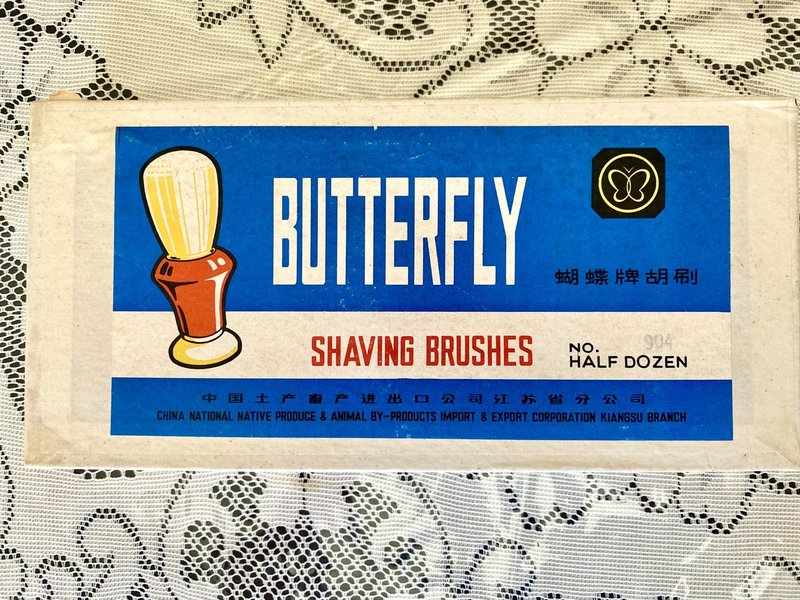 BUTTERFLY
蝴蝶牌胡刷
SHAVING BRUSHES
NO. 904
HALF DOZEN
中国土产畜产进出口公司江苏省分公司
CHINA NATIONAL NATIVE PRODUCE & ANIMAL BY-PRODUCTS IMPORT & EXPORT CORPORATION KIANGSU BRANCH